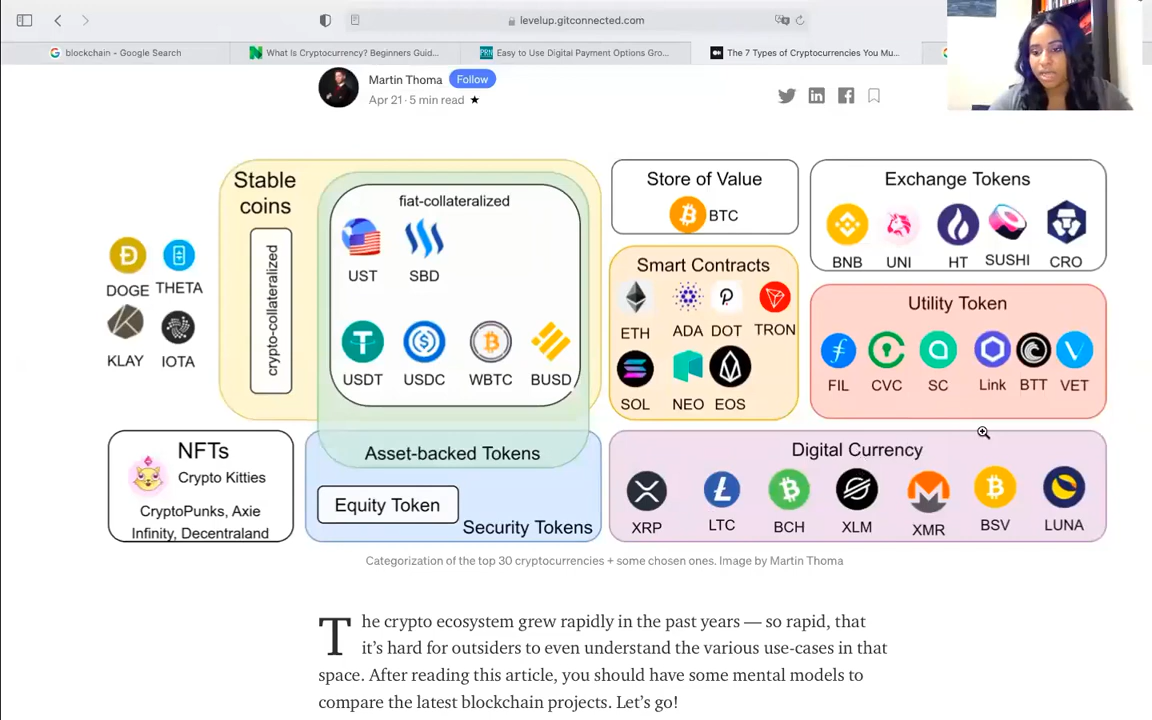 levelup.gitconnected.com
blockchain - Google Search
What Is Cryptocurrency? Beginners Guid...
Easy to Use Digital Payment Options Gro...
The 7 Types of Cryptocurrencies You Mu...
Martin Thoma Follow
Apr 21 · 5 min read ★
Stable
coins
crypto-collateralized
fiat-collateralized
UST SBD
USDT USDC WBTC BUSD
DOGE THETA
KLAY IOTA
Store of Value
BTC
Exchange Tokens
BNB UNI HT SUSHI CRO
Smart Contracts
ETH ADA DOT TRON
SOL NEO EOS
Utility Token
FIL CVC SC Link BTT VET
NFTs
Crypto Kitties
CryptoPunks, Axie
Infinity, Decentraland
Asset-backed Tokens
Equity Token
Security Tokens
Digital Currency
XRP LTC BCH XLM XMR BSV LUNA
Categorization of the top 30 cryptocurrencies + some chosen ones. Image by Martin Thoma
The crypto ecosystem grew rapidly in the past years — so rapid, that
it's hard for outsiders to even understand the various use-cases in that
space. After reading this article, you should have some mental models to
compare the latest blockchain projects. Let's go!